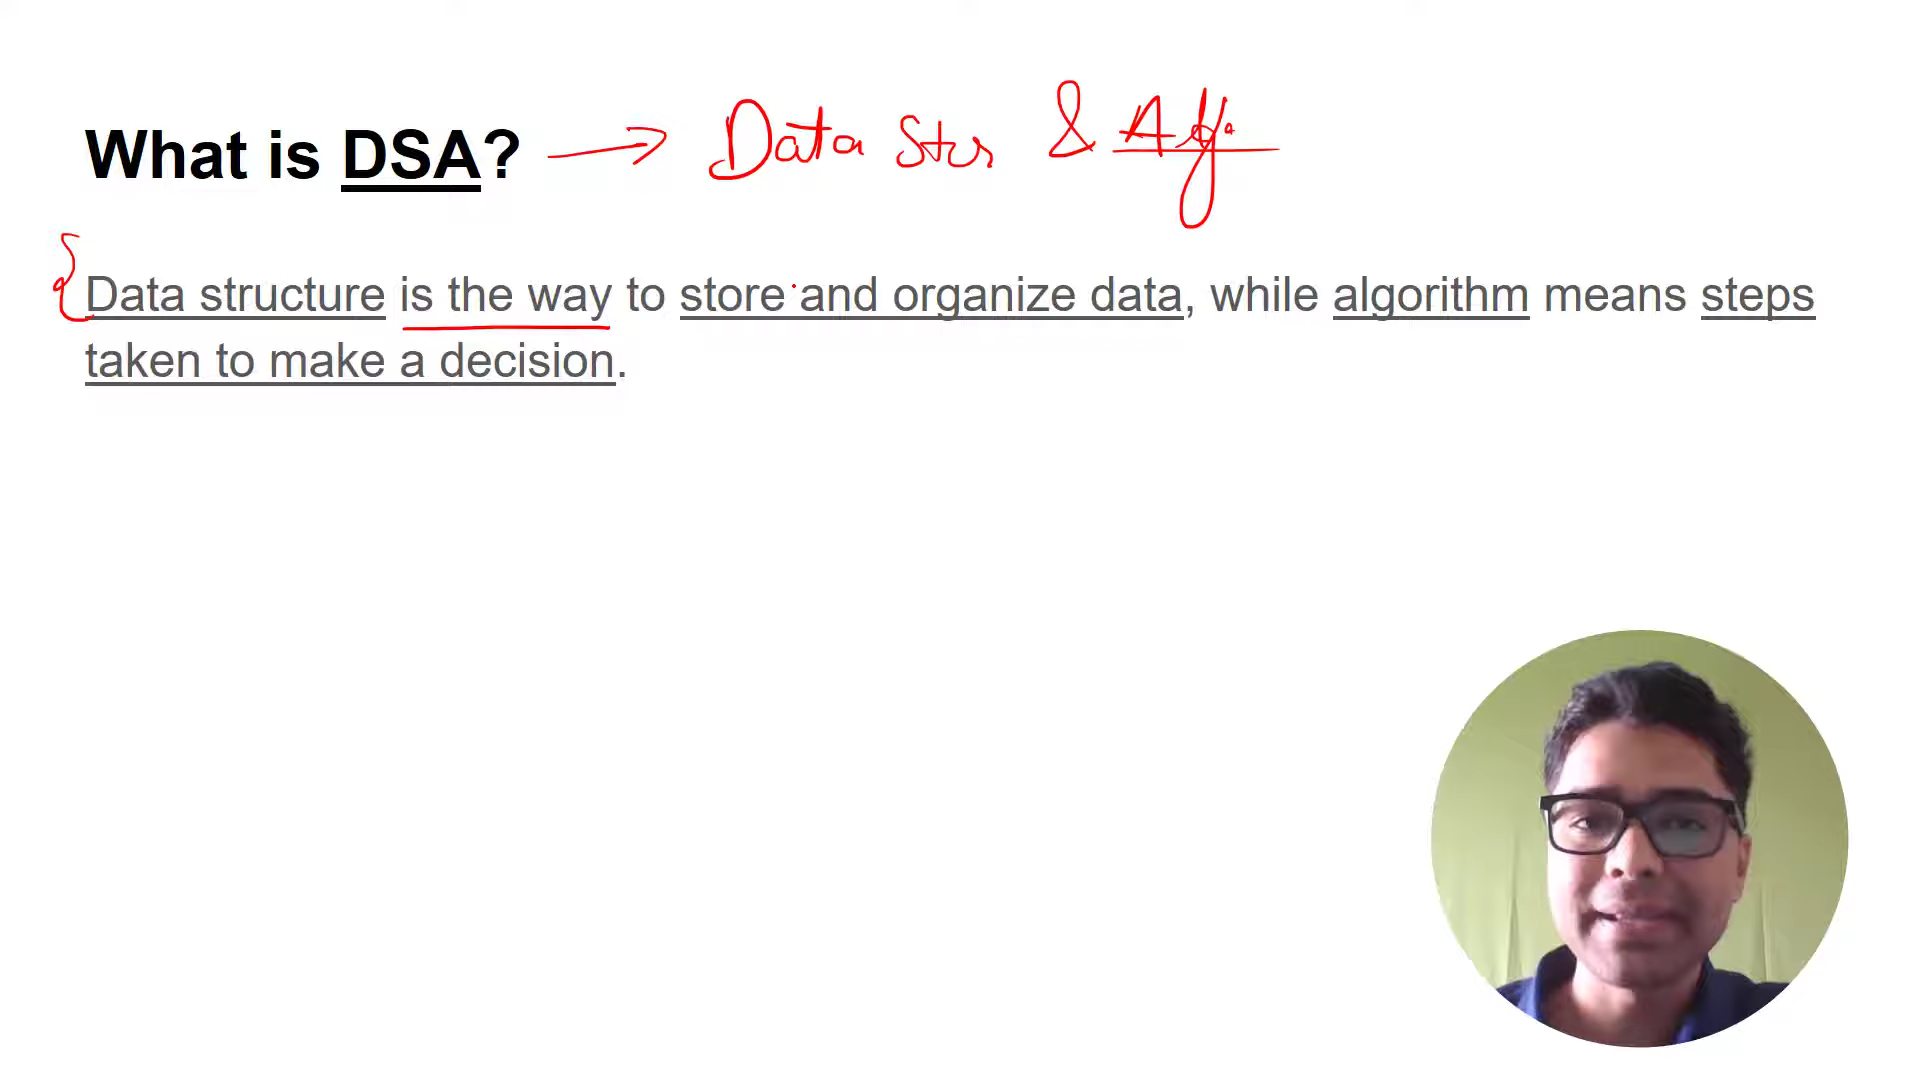 What is DSA? → Data Str & Algo
Data structure is the way to store and organize data, while algorithm means steps
taken to make a decision.